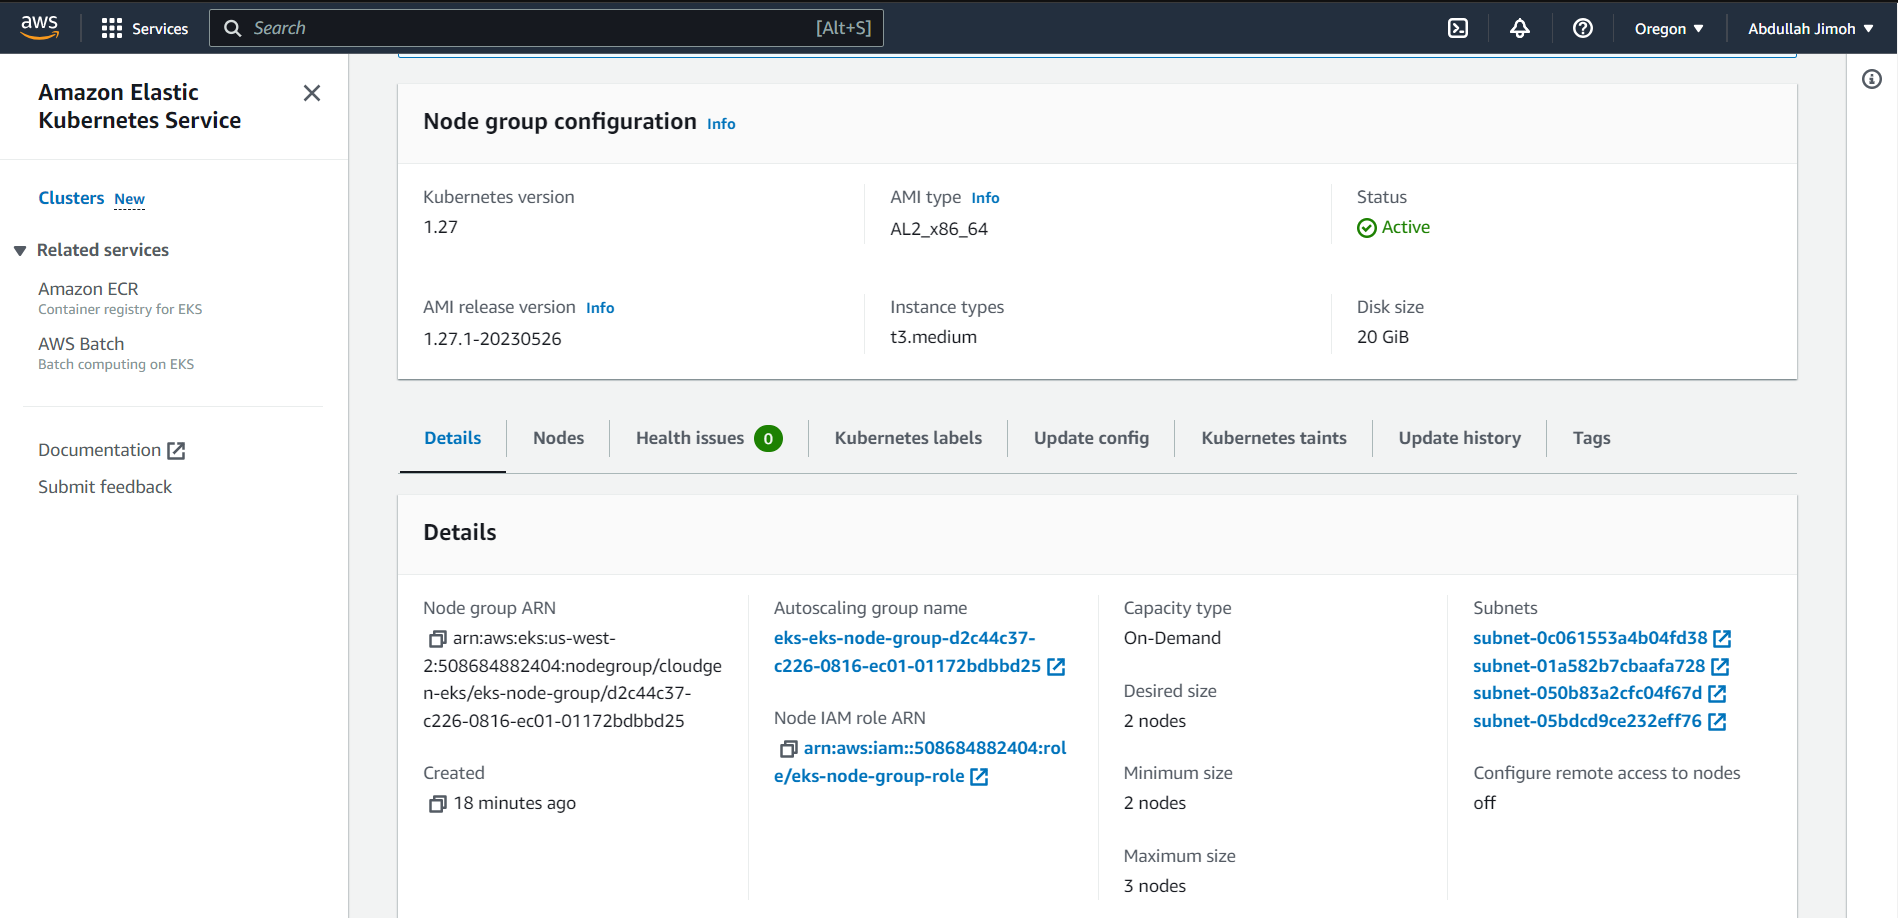 aws
Services
Search
[Alt+S]
Oregon
Abdullah Jimoh
Amazon Elastic
Kubernetes Service
Clusters New
Related services
Amazon ECR
Container registry for EKS
AWS Batch
Batch computing on EKS
Documentation
Submit feedback
Node group configuration Info
Kubernetes version
1.27
AMI type Info
AL2_x86_64
Status
Active
AMI release version Info
1.27.1-20230526
Instance types
t3.medium
Disk size
20 GiB
Details
Nodes
Health issues 0
Kubernetes labels
Update config
Kubernetes taints
Update history
Tags
Details
Node group ARN
arn:aws:eks:us-west-
2:508684882404:nodegroup/cloudge
n-eks/eks-node-group/d2c44c37-
c226-0816-ec01-01172bdbbd25
Created
18 minutes ago
Autoscaling group name
eks-eks-node-group-d2c44c37-
c226-0816-ec01-01172bdbbd25
Node IAM role ARN
arn:aws:iam::508684882404:rol
e/eks-node-group-role
Capacity type
On-Demand
Desired size
2 nodes
Minimum size
2 nodes
Maximum size
3 nodes
Subnets
subnet-0c061553a4b04fd38
subnet-01a582b7cbaafa728
subnet-050b83a2cfc04f67d
subnet-05bdcd9ce232eff76
Configure remote access to nodes
off